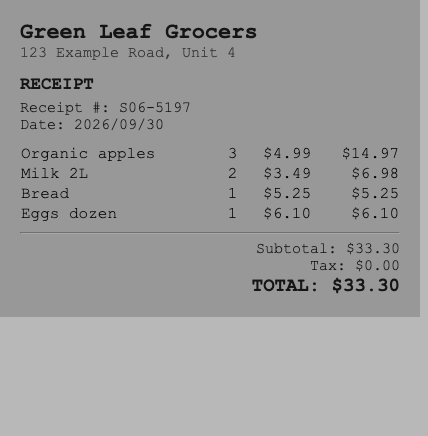 Green Leaf Grocers
123 Example Road, Unit 4
RECEIPT
Receipt #: S06-5197
Date: 2026/09/30
Organic apples 3 $4.99 $14.97
Milk 2L 2 $3.49 $6.98
Bread 1 $5.25 $5.25
Eggs dozen 1 $6.10 $6.10
Subtotal: $33.30
Tax: $0.00
TOTAL: $33.30